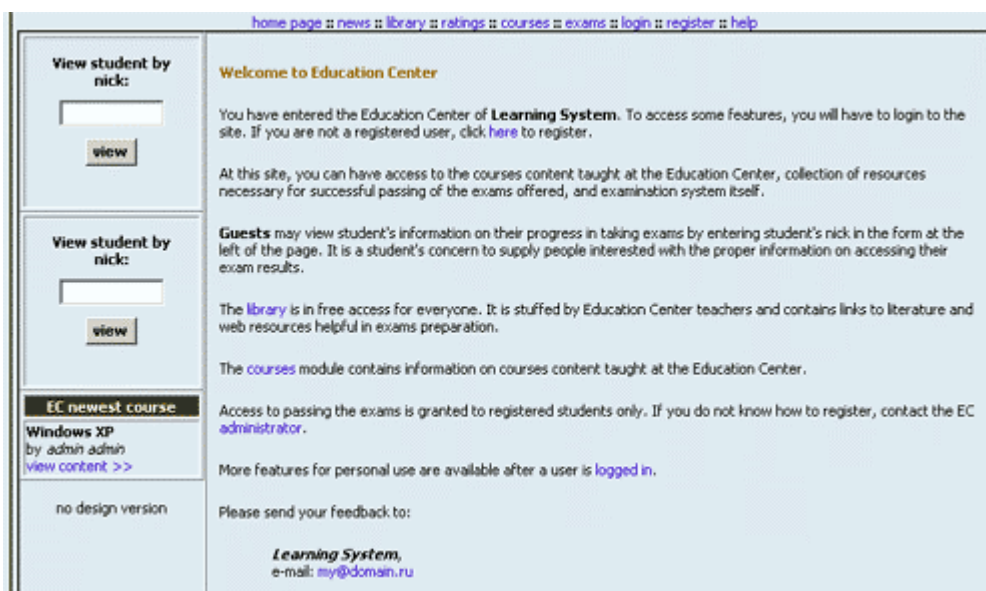 home page :: news :: library :: ratings :: courses :: exams :: login :: register :: help
View student by
nick:
view
View student by
nick:
view
EC newest course
Windows XP
by admin admin
view content >>
no design version
Welcome to Education Center
You have entered the Education Center of Learning System. To access some features, you will have to login to the
site. If you are not a registered user, click here to register.
At this site, you can have access to the courses content taught at the Education Center, collection of resources
necessary for successful passing of the exams offered, and examination system itself.
Guests may view student's information on their progress in taking exams by entering student's nick in the form at the
left of the page. It is a student's concern to supply people interested with the proper information on accessing their
exam results.
The library is in free access for everyone. It is stuffed by Education Center teachers and contains links to literature and
web resources helpful in exams preparation.
The courses module contains information on courses content taught at the Education Center.
Access to passing the exams is granted to registered students only. If you do not know how to register, contact the EC
administrator.
More features for personal use are available after a user is logged in.
Please send your feedback to:
Learning System,
e-mail: my@domain.ru